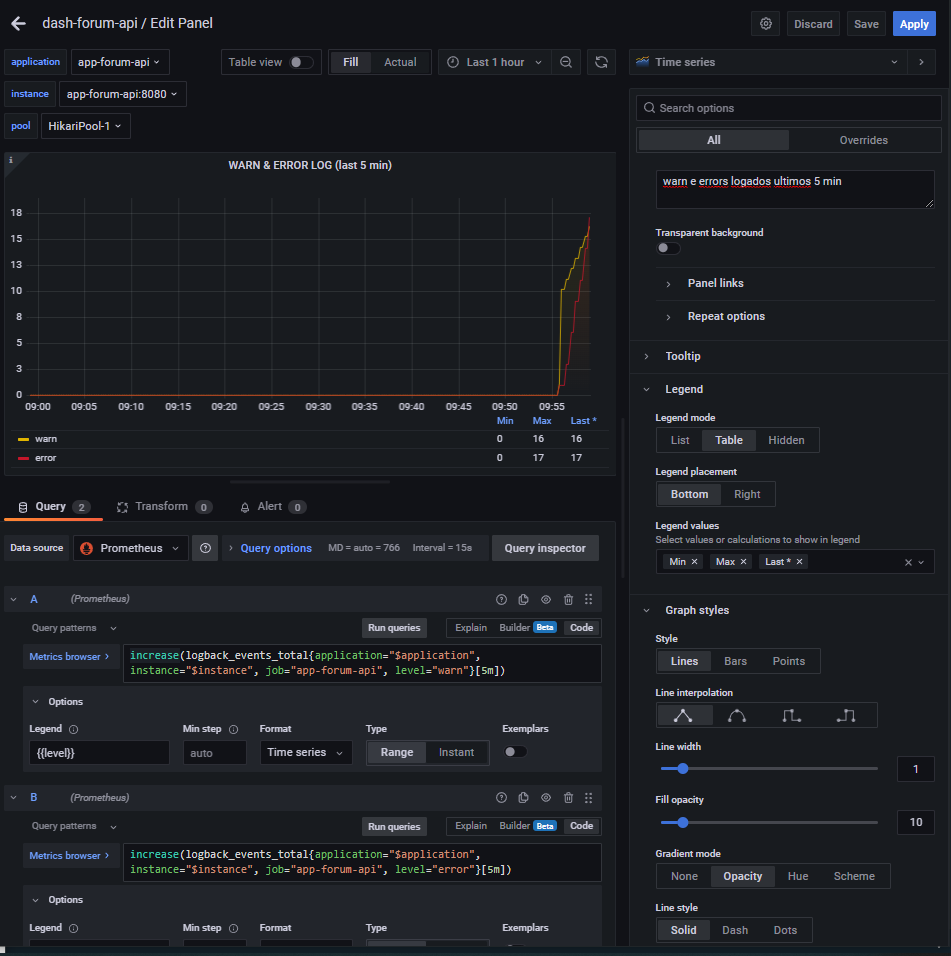 dash-forum-api / Edit Panel
Discard
Save
Apply
application
app-forum-api
Table view
Fill
Actual
Last 1 hour
Time series
instance
app-forum-api:8080
pool
HikariPool-1
Search options
All
Overrides
i
WARN & ERROR LOG (last 5 min)
18
15
13
10
8
5
3
0
09:00 09:05 09:10 09:15 09:20 09:25 09:30 09:35 09:40 09:45 09:50 09:55
Min Max Last *
warn 0 16 16
error 0 17 17
warn e errors logados ultimos 5 min
Transparent background
Panel links
Repeat options
Tooltip
Legend
Legend mode
List Table Hidden
Legend placement
Bottom Right
Legend values
Select values or calculations to show in legend
Min × Max × Last * ×
Graph styles
Style
Lines Bars Points
Line interpolation
Line width
1
Fill opacity
10
Gradient mode
None Opacity Hue Scheme
Line style
Solid Dash Dots
Query 2 Transform 0 Alert 0
Data source Prometheus Query options MD = auto = 766 Interval = 15s Query inspector
A (Prometheus)
Query patterns Run queries Explain Builder Beta Code
Metrics browser > increase(logback_events_total{application="$application",
instance="$instance", job="app-forum-api", level="warn"}[5m])
Options
Legend Min step Format Type Exemplars
{{level}} auto Time series Range Instant
B (Prometheus)
Query patterns Run queries Explain Builder Beta Code
Metrics browser > increase(logback_events_total{application="$application",
instance="$instance", job="app-forum-api", level="error"}[5m])
Options
Legend Min step Format Type Exemplars